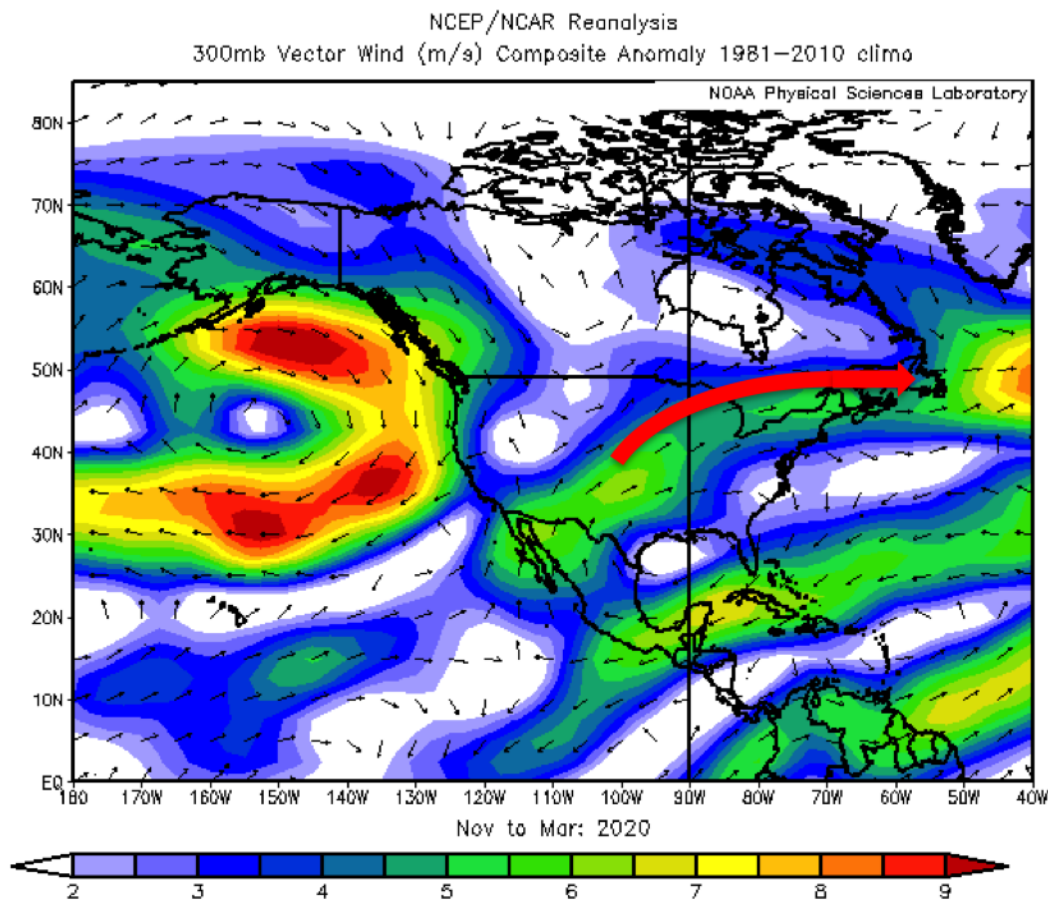 NCEP/NCAR Reanalysis
300mb Vector Wind (m/s) Composite Anomaly 1981–2010 climo
NOAA Physical Sciences Laboratory
80N
70N
60N
50N
40N
30N
20N
10N
EQ
180 170W 160W 150W 140W 130W 120W 110W 100W 90W 80W 70W 60W 50W 40W
Nov to Mar: 2020
2 3 4 5 6 7 8 9